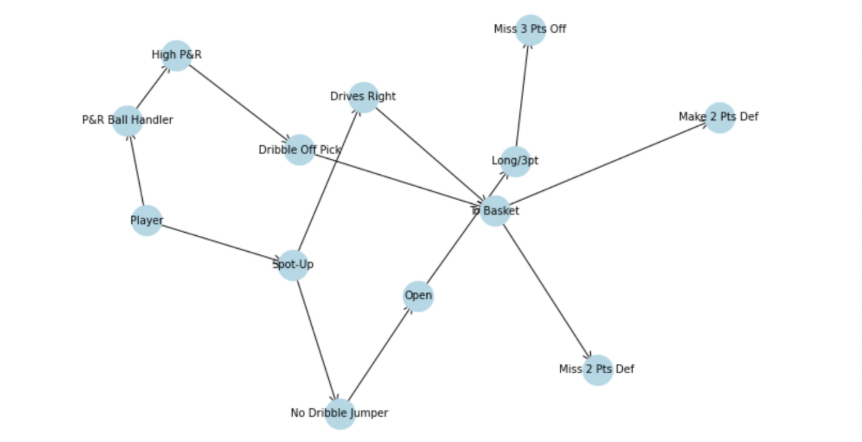 Miss 3 Pts Off
High P&R
Drives Right
Make 2 Pts Def
P&R Ball Handler
Dribble Off Pick
Long/3pt
To Basket
Player
Spot-Up
Open
Miss 2 Pts Def
No Dribble Jumper